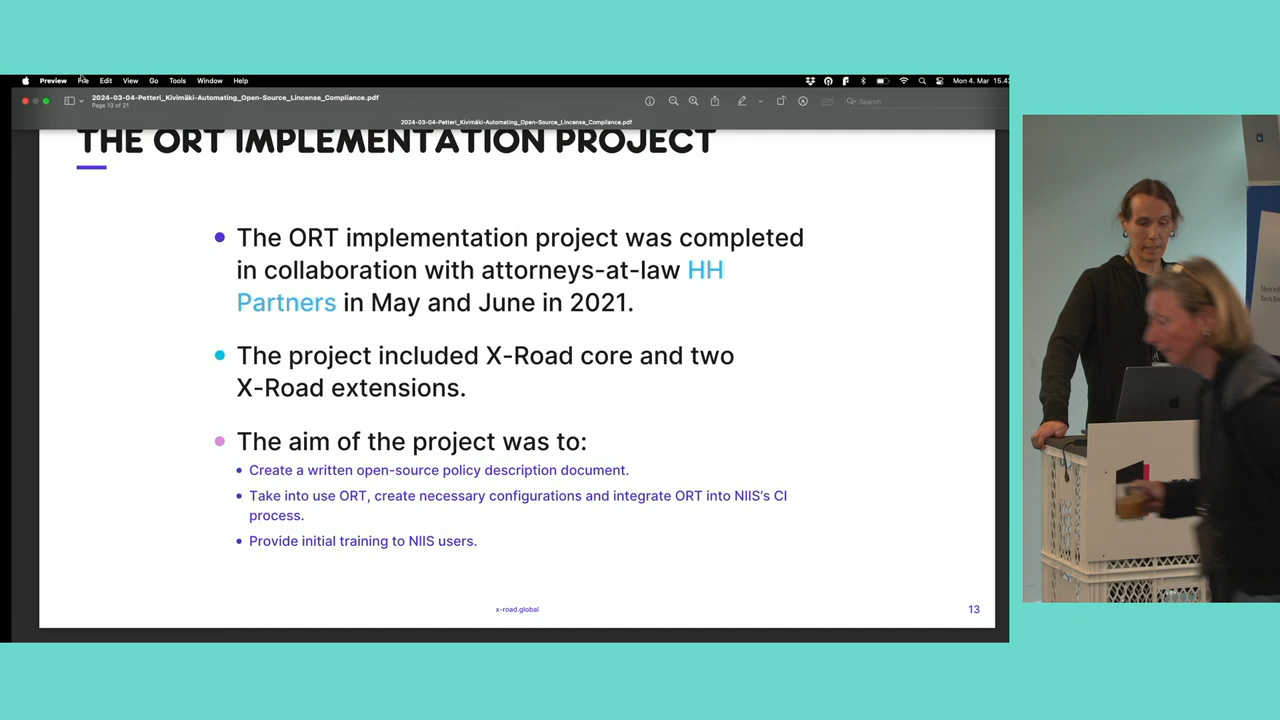 Preview File Edit View Go Tools Window Help Mon 4. Mar 15.4
2024-03-04-Petteri_Kivimäki-Automating_Open-Source_Lincense_Compliance.pdf
Page 13 of 21
Search
2024-03-04-Petteri_Kivimäki-Automating_Open-Source_Lincense_Compliance.pdf
THE ORT IMPLEMENTATION PROJECT
The ORT implementation project was completed
in collaboration with attorneys-at-law HH
Partners in May and June in 2021.
The project included X-Road core and two
X-Road extensions.
The aim of the project was to:
Create a written open-source policy description document.
Take into use ORT, create necessary configurations and integrate ORT into NIIS's CI
process.
Provide initial training to NIIS users.
x-road.global
13